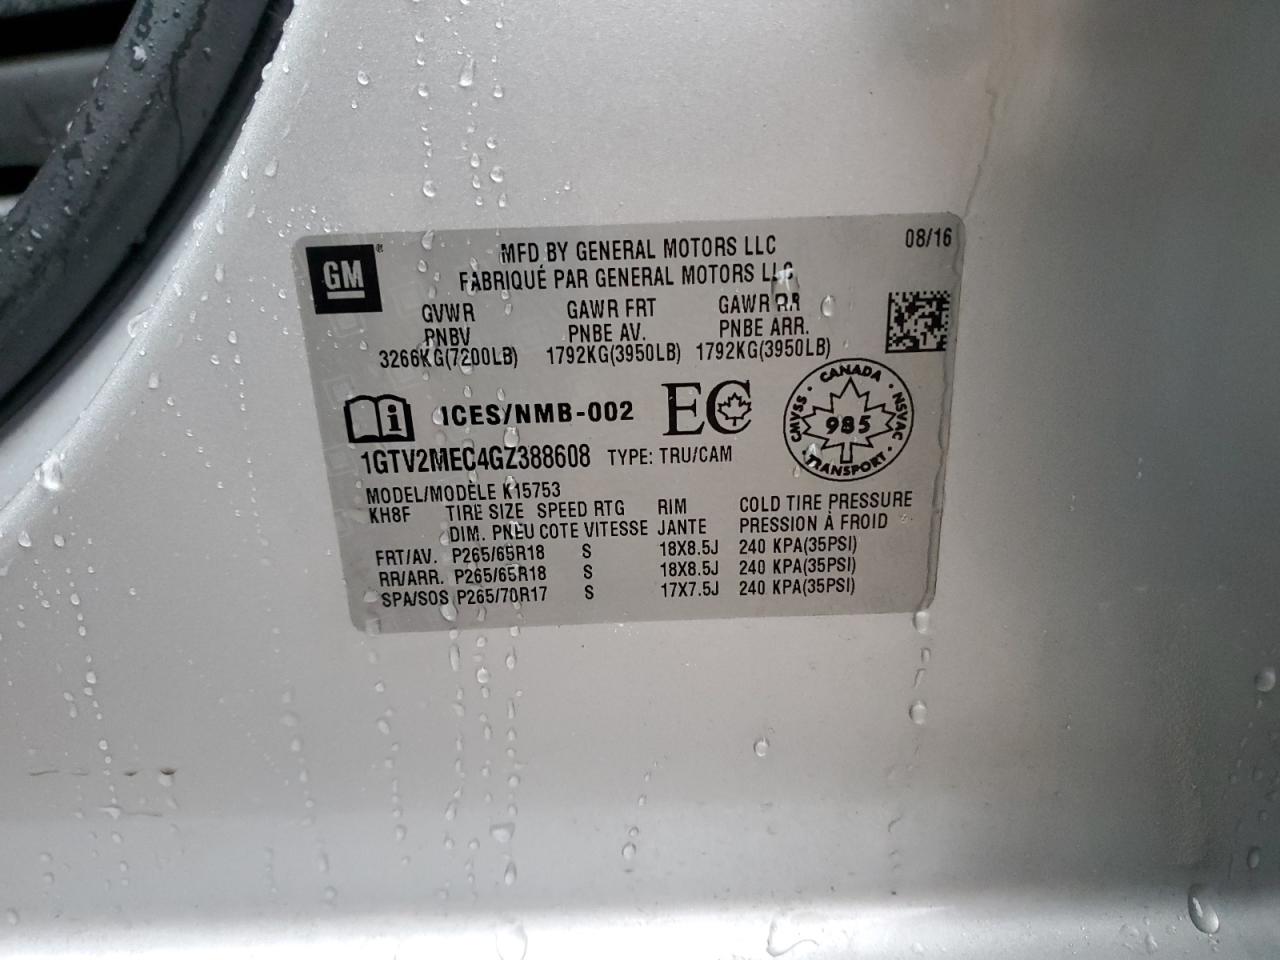 GM®
MFD BY GENERAL MOTORS LLC 08/16
FABRIQUÉ PAR GENERAL MOTORS LLC
GVWR GAWR FRT GAWR RR
PNBV PNBE AV. PNBE ARR.
3266KG(7200LB) 1792KG(3950LB) 1792KG(3950LB)
i ICES/NMB-002 EC
CANADA CMVSS · NSVAC 985 TRANSPORT
1GTV2MEC4GZ388608 TYPE: TRU/CAM
MODEL/MODÈLE K15753
KH8F TIRE SIZE SPEED RTG RIM COLD TIRE PRESSURE
DIM. PNEU COTE VITESSE JANTE PRESSION À FROID
FRT/AV. P265/65R18 S 18X8.5J 240 KPA(35PSI)
RR/ARR. P265/65R18 S 18X8.5J 240 KPA(35PSI)
SPA/SOS P265/70R17 S 17X7.5J 240 KPA(35PSI)